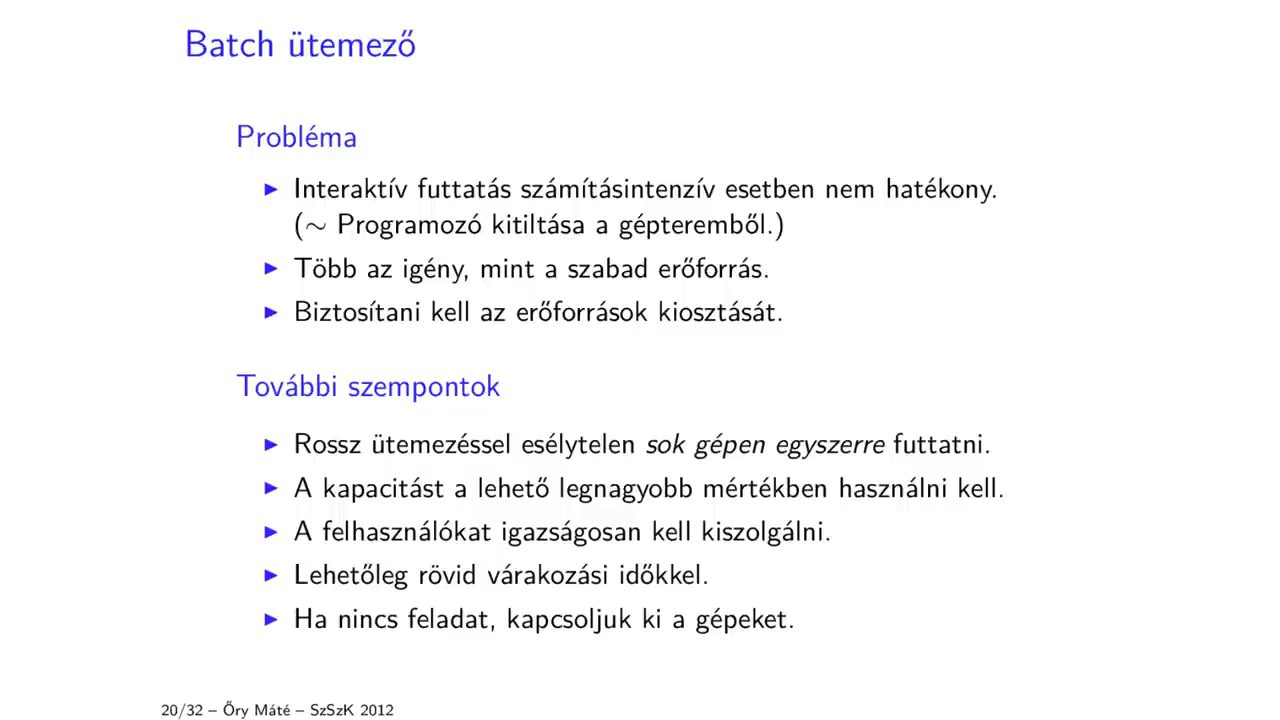 Batch ütemező
Probléma
▶ Interaktív futtatás számításintenzív esetben nem hatékony.
(∼ Programozó kitiltása a gépteremből.)
▶ Több az igény, mint a szabad erőforrás.
▶ Biztosítani kell az erőforrások kiosztását.
További szempontok
▶ Rossz ütemezéssel esélytelen sok gépen egyszerre futtatni.
▶ A kapacitást a lehető legnagyobb mértékben használni kell.
▶ A felhasználókat igazságosan kell kiszolgálni.
▶ Lehetőleg rövid várakozási időkkel.
▶ Ha nincs feladat, kapcsoljuk ki a gépeket.
20/32 – Őry Máté – SzSzK 2012